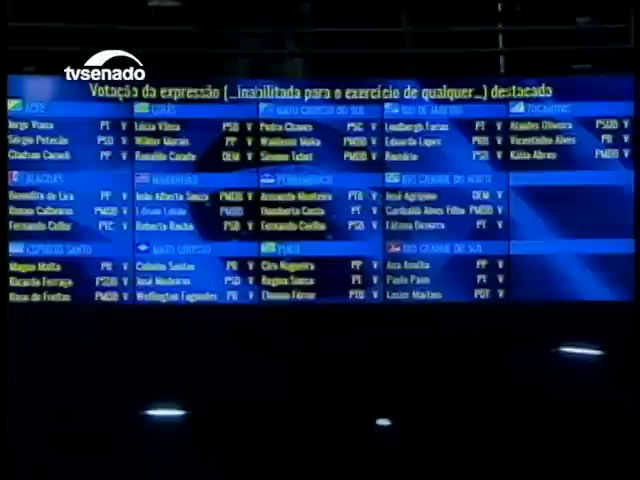 tvsenado
Votação da expressão (...inabilitada para o exercício de qualquer...) destacada
ACRE
Jorge Viana PT V
Sérgio Petecão PSD V
Gladson Cameli PP V
ALAGOAS
Benedito de Lira PP V
Renan Calheiros PMDB V
Fernando Collor PTC V
ESPÍRITO SANTO
Magno Malta PR V
Ricardo Ferraço PSDB V
Rose de Freitas PMDB V
GOIÁS
Lúcia Vânia PSB V
Wilder Morais PP V
Ronaldo Caiado DEM V
MARANHÃO
João Alberto Souza PMDB V
Edison Lobão PMDB V
Roberto Rocha PSB V
MATO GROSSO
Cidinho Santos PR V
José Medeiros PSD V
Wellington Fagundes PR V
MATO GROSSO DO SUL
Pedro Chaves PSC V
Waldemir Moka PMDB V
Simone Tebet PMDB V
PERNAMBUCO
Armando Monteiro PTB V
Humberto Costa PT V
Fernando Coelho PSB V
PIAUÍ
Ciro Nogueira PP V
Regina Sousa PT V
Elmano Férrer PTB V
RIO DE JANEIRO
Lindbergh Farias PT V
Eduardo Lopes PRB V
Romário PSB V
RIO GRANDE DO NORTE
José Agripino DEM V
Garibaldi Alves Filho PMDB V
Fátima Bezerra PT V
RIO GRANDE DO SUL
Ana Amélia PP V
Paulo Paim PT V
Lasier Martins PDT V
TOCANTINS
Ataídes Oliveira PSDB V
Vicentinho Alves PR V
Kátia Abreu PMDB V